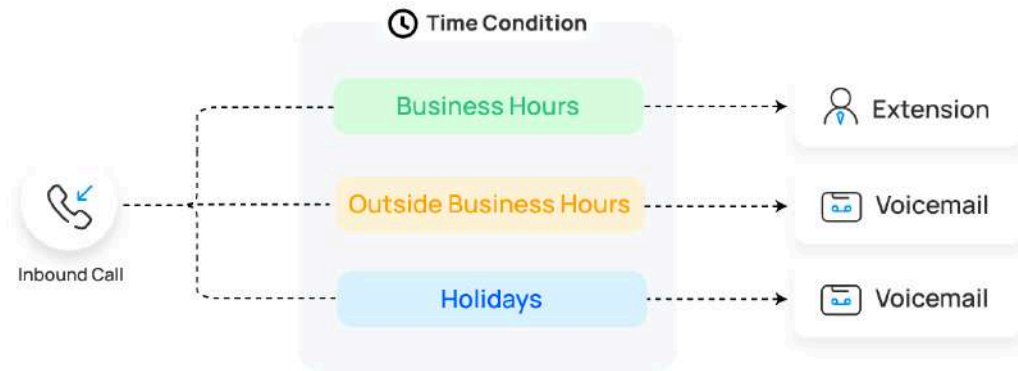 Time Condition
Business Hours
Extension
Outside Business Hours
Voicemail
Inbound Call
Holidays
Voicemail